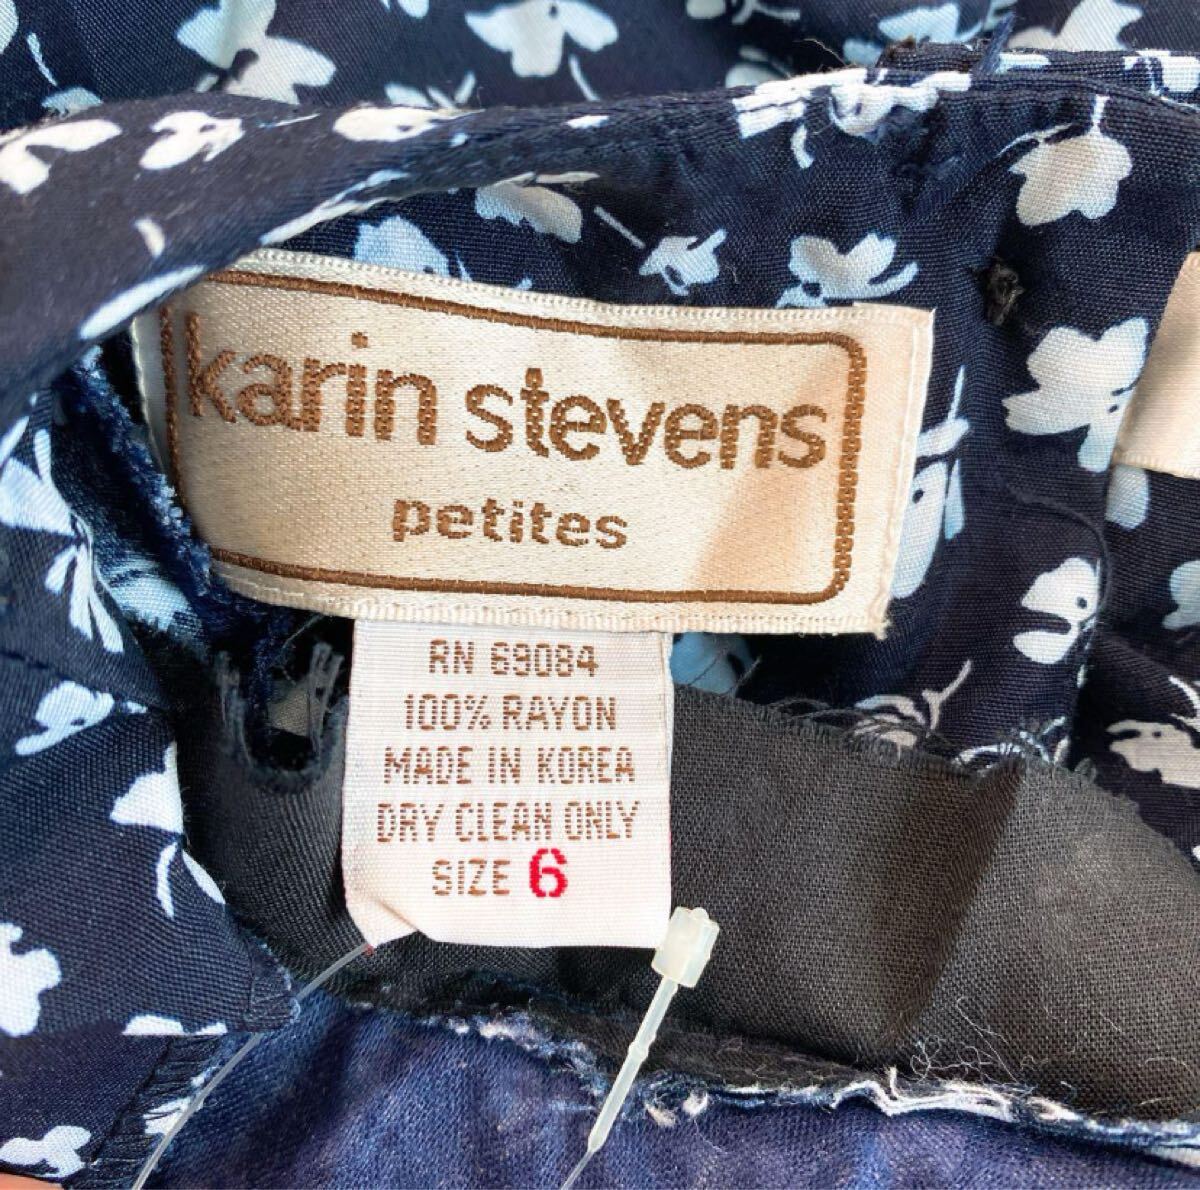 karin stevens
petites
RN 69084
100% RAYON
MADE IN KOREA
DRY CLEAN ONLY
SIZE 6